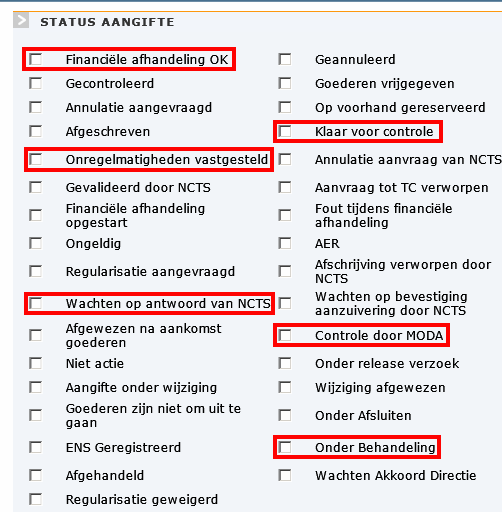 STATUS AANGIFTE
Financiële afhandeling OK
Geannuleerd
Gecontroleerd
Goederen vrijgegeven
Annulatie aangevraagd
Op voorhand gereserveerd
Afgeschreven
Klaar voor controle
Onregelmatigheden vastgesteld
Annulatie aanvraag van NCTS
Gevalideerd door NCTS
Aanvraag tot TC verworpen
Financiële afhandeling
opgestart
Fout tijdens financiële
afhandeling
Ongeldig
AER
Regularisatie aangevraagd
Afschrijving verworpen door
NCTS
Wachten op antwoord van NCTS
Wachten op bevestiging
aanzuivering door NCTS
Afgewezen na aankomst
goederen
Controle door MODA
Niet actie
Onder release verzoek
Aangifte onder wijziging
Wijziging afgewezen
Goederen zijn niet om uit te
gaan
Onder Afsluiten
ENS Geregistreerd
Onder Behandeling
Afgehandeld
Wachten Akkoord Directie
Regularisatie geweigerd